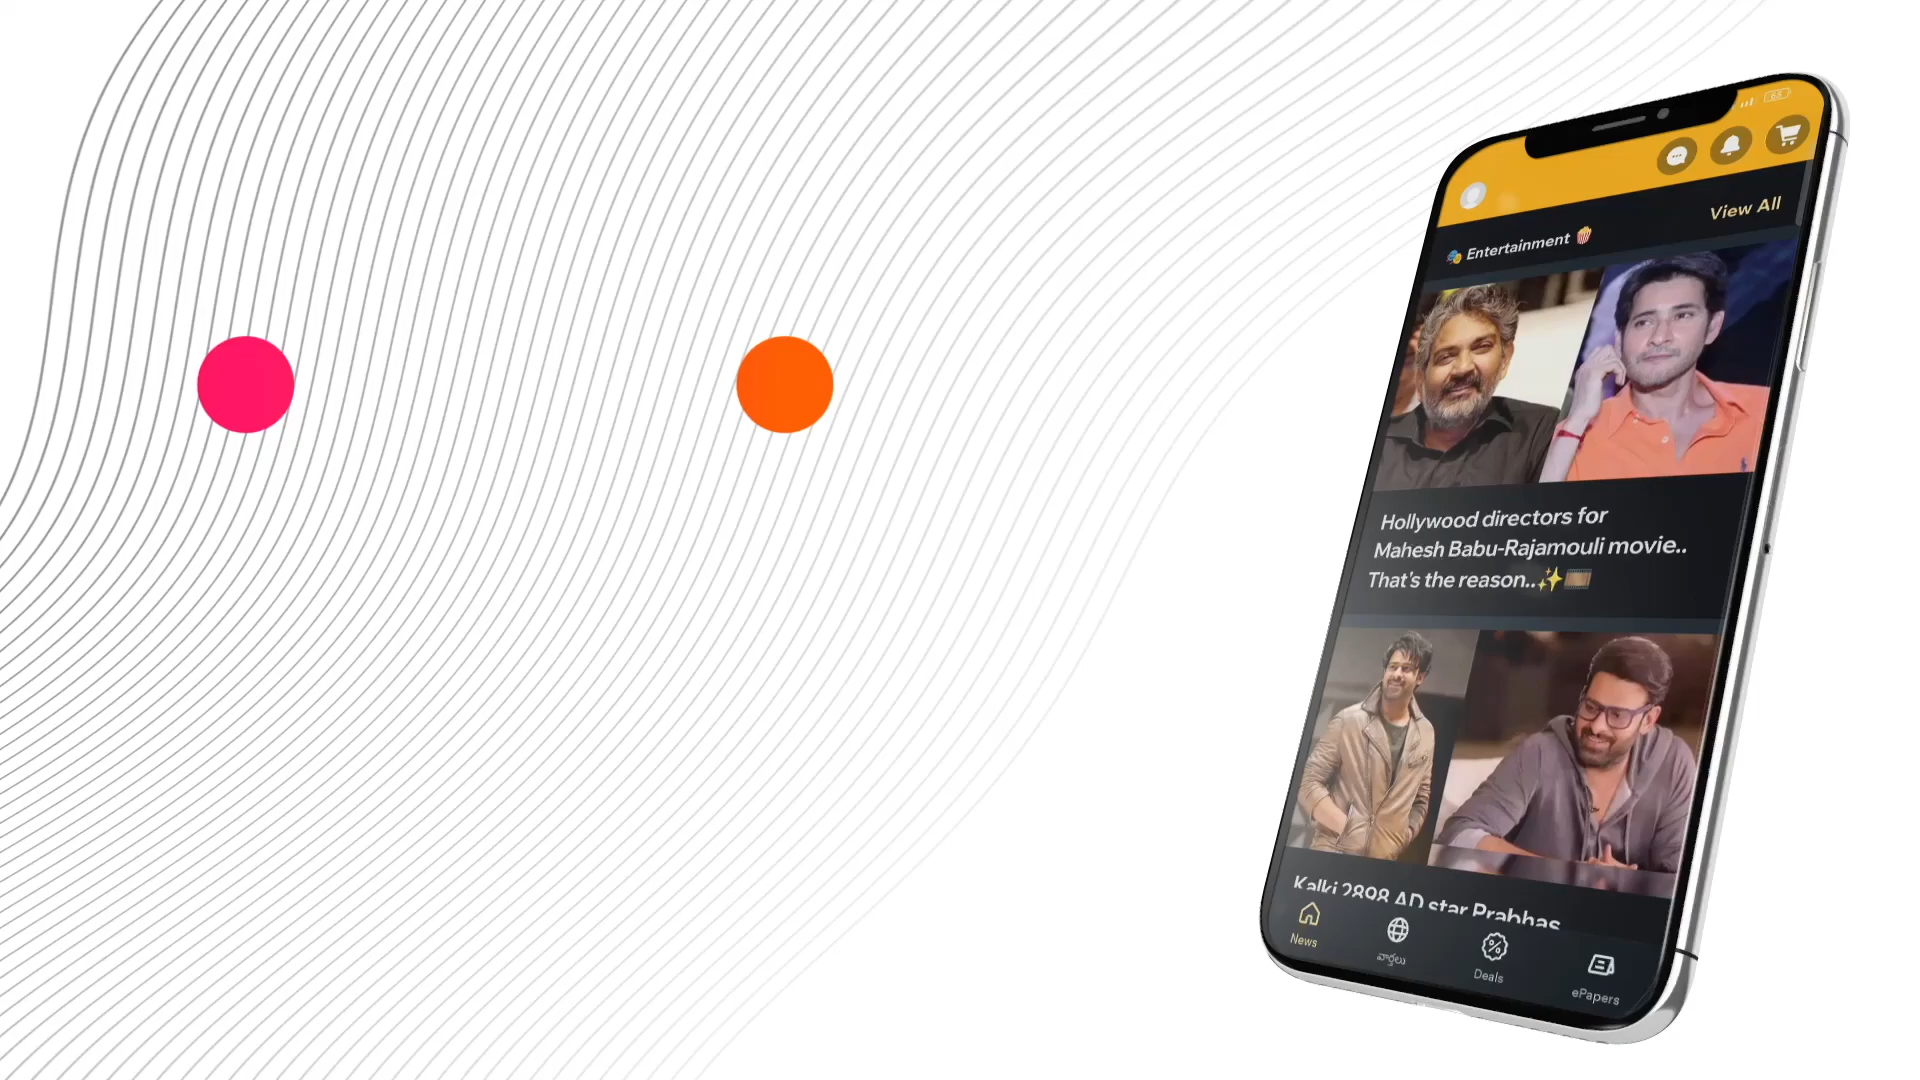 65
View All
🎭 Entertainment 🍿
Hollywood directors for
Mahesh Babu-Rajamouli movie..
That's the reason..✨🎞️
Kalki 2898 AD star Prabhas
News
వార్తలు
Deals
ePapers